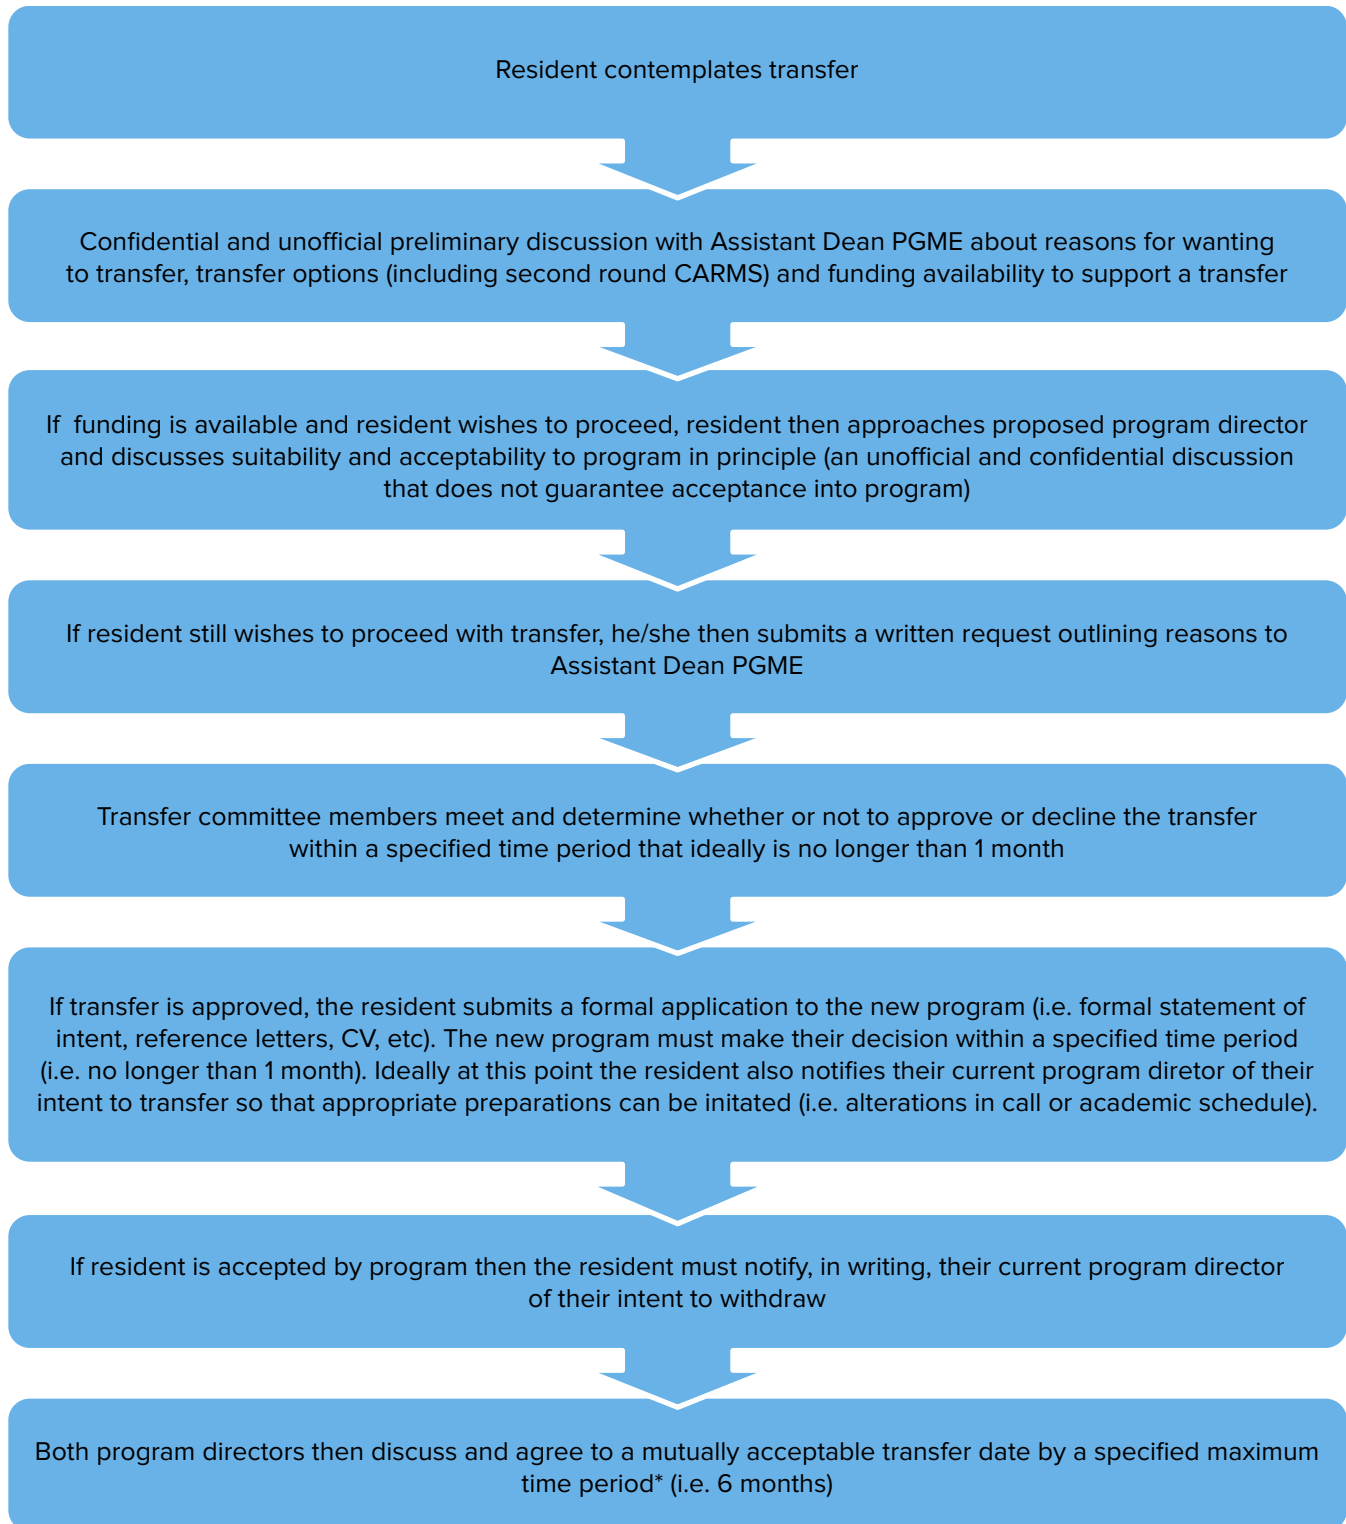 Resident contemplates transfer
Confidential and unofficial preliminary discussion with Assistant Dean PGME about reasons for wanting
to transfer, transfer options (including second round CARMS) and funding availability to support a transfer
If  funding is available and resident wishes to proceed, resident then approaches proposed program director
and discusses suitability and acceptability to program in principle (an unofficial and confidential discussion
that does not guarantee acceptance into program)
If resident still wishes to proceed with transfer, he/she then submits a written request outlining reasons to
Assistant Dean PGME
Transfer committee members meet and determine whether or not to approve or decline the transfer
within a specified time period that ideally is no longer than 1 month
If transfer is approved, the resident submits a formal application to the new program (i.e. formal statement of
intent, reference letters, CV, etc). The new program must make their decision within a specified time period
(i.e. no longer than 1 month). Ideally at this point the resident also notifies their current program diretor of their
intent to transfer so that appropriate preparations can be initated (i.e. alterations in call or academic schedule).
If resident is accepted by program then the resident must notify, in writing, their current program director
of their intent to withdraw
Both program directors then discuss and agree to a mutually acceptable transfer date by a specified maximum
time period* (i.e. 6 months)